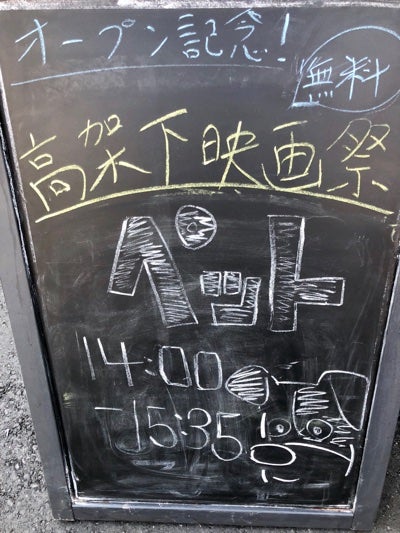 オープン記念!
無料
高架下映画祭
ペット
14:00
-15:35